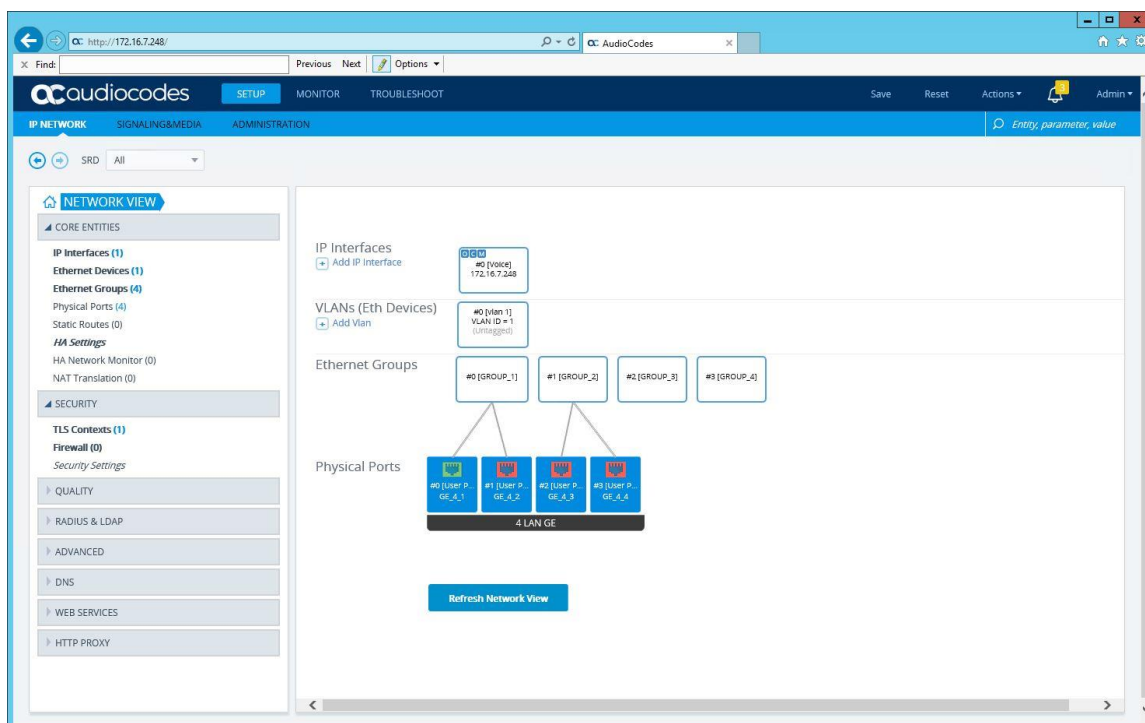 http://172.16.7.248/
AudioCodes
Find:
Previous Next Options
audiocodes SETUP MONITOR TROUBLESHOOT Save Reset Actions 3 Admin
IP NETWORK SIGNALING&MEDIA ADMINISTRATION Entity, parameter, value
SRD All
NETWORK VIEW
CORE ENTITIES
IP Interfaces (1)
Ethernet Devices (1)
Ethernet Groups (4)
Physical Ports (4)
Static Routes (0)
HA Settings
HA Network Monitor (0)
NAT Translation (0)
SECURITY
TLS Contexts (1)
Firewall (0)
Security Settings
QUALITY
RADIUS & LDAP
ADVANCED
DNS
WEB SERVICES
HTTP PROXY
IP Interfaces
Add IP Interface
O C M
#0 [Voice]
172.16.7.248
VLANs (Eth Devices)
Add Vlan
#0 [vlan 1]
VLAN ID = 1
(Untagged)
Ethernet Groups
#0 [GROUP_1] #1 [GROUP_2] #2 [GROUP_3] #3 [GROUP_4]
Physical Ports
#0 [User P... #1 [User P... #2 [User P... #3 [User P...
GE_4_1 GE_4_2 GE_4_3 GE_4_4
4 LAN GE
Refresh Network View